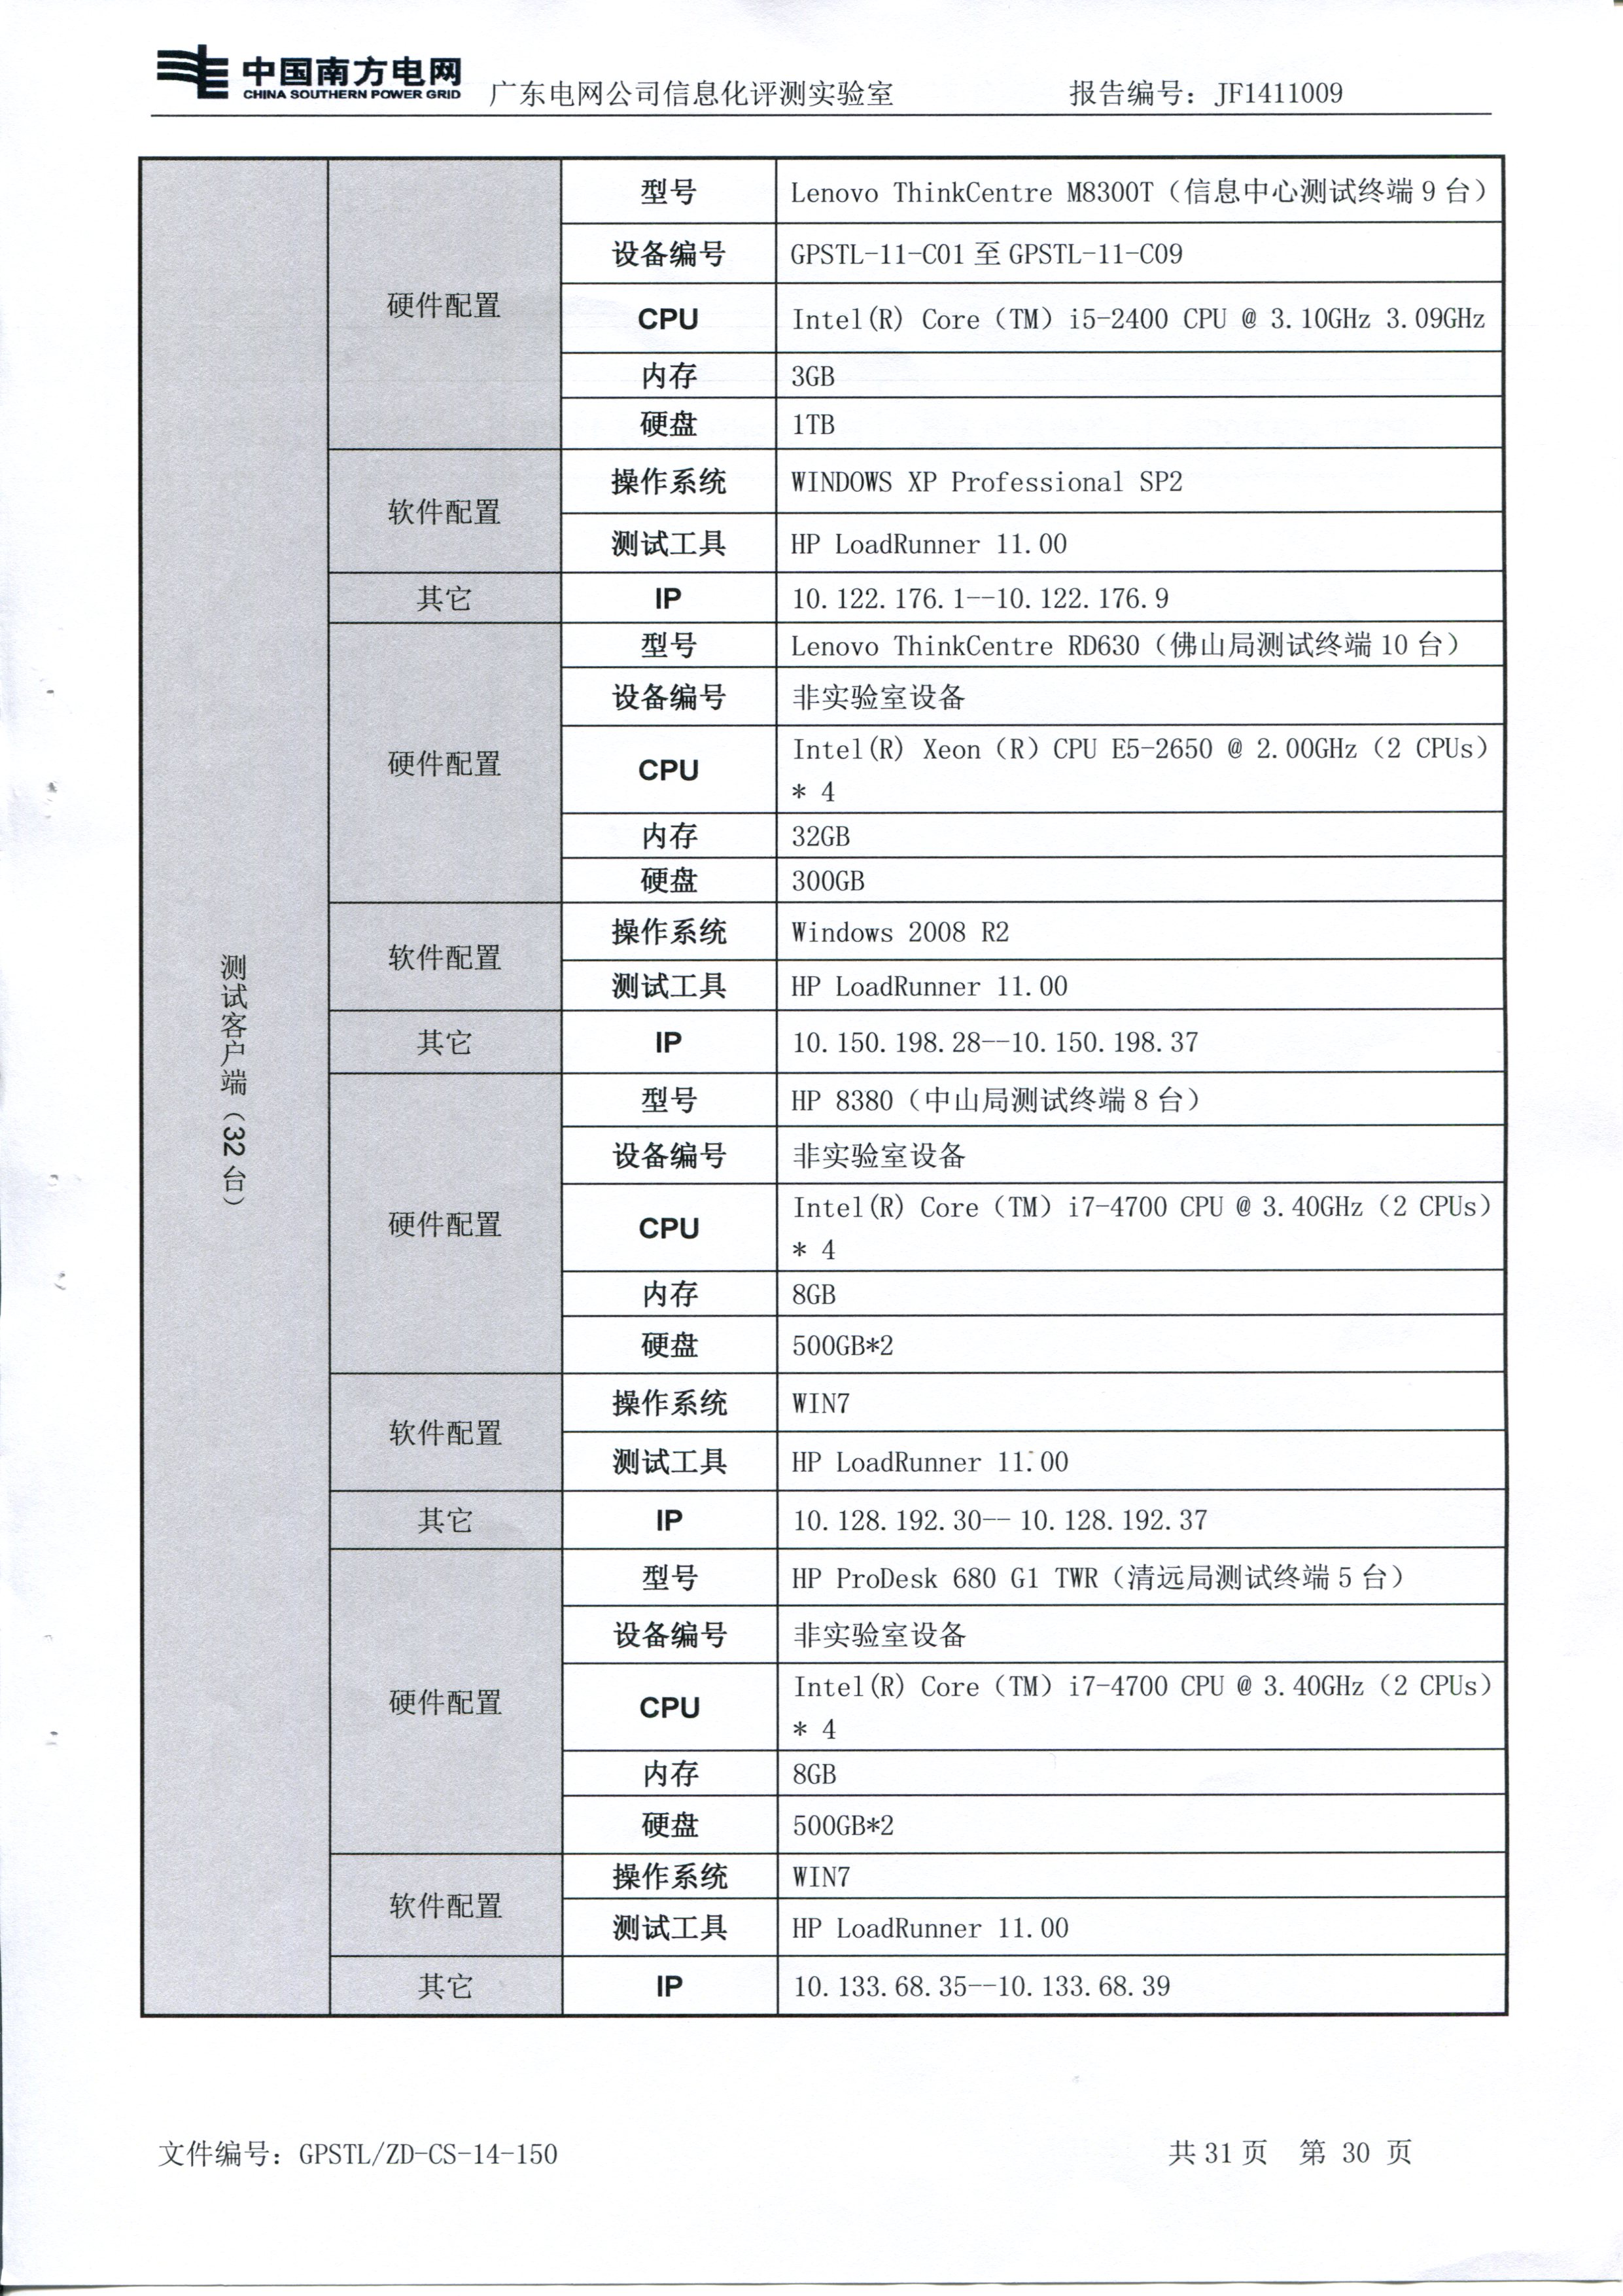 中国南方电网
CHINA SOUTHERN POWER GRID
广东电网公司信息化评测实验室 报告编号：JF1411009
测试客户端（32台）
硬件配置
型号 Lenovo ThinkCentre M8300T（信息中心测试终端 9 台）
设备编号 GPSTL-11-C01 至 GPSTL-11-C09
CPU Intel(R) Core（TM）i5-2400 CPU @ 3.10GHz 3.09GHz
内存 3GB
硬盘 1TB
软件配置
操作系统 WINDOWS XP Professional SP2
测试工具 HP LoadRunner 11.00
其它 IP 10.122.176.1--10.122.176.9
硬件配置
型号 Lenovo ThinkCentre RD630（佛山局测试终端 10 台）
设备编号 非实验室设备
CPU Intel(R) Xeon（R）CPU E5-2650 @ 2.00GHz（2 CPUs）
* 4
内存 32GB
硬盘 300GB
软件配置
操作系统 Windows 2008 R2
测试工具 HP LoadRunner 11.00
其它 IP 10.150.198.28--10.150.198.37
硬件配置
型号 HP 8380（中山局测试终端 8 台）
设备编号 非实验室设备
CPU Intel(R) Core（TM）i7-4700 CPU @ 3.40GHz（2 CPUs）
* 4
内存 8GB
硬盘 500GB*2
软件配置
操作系统 WIN7
测试工具 HP LoadRunner 11.00
其它 IP 10.128.192.30-- 10.128.192.37
硬件配置
型号 HP ProDesk 680 G1 TWR（清远局测试终端 5 台）
设备编号 非实验室设备
CPU Intel(R) Core（TM）i7-4700 CPU @ 3.40GHz（2 CPUs）
* 4
内存 8GB
硬盘 500GB*2
软件配置
操作系统 WIN7
测试工具 HP LoadRunner 11.00
其它 IP 10.133.68.35--10.133.68.39
文件编号：GPSTL/ZD-CS-14-150 共 31 页 第 30 页